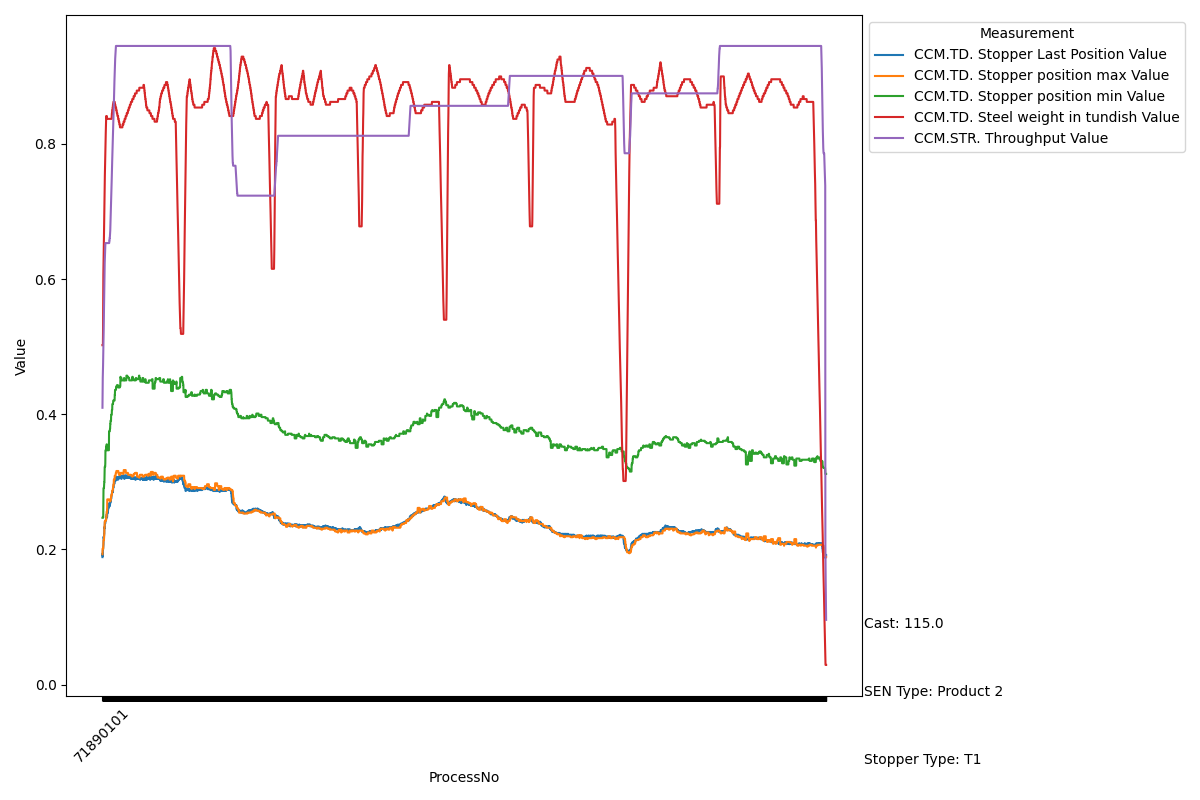 Measurement
CCM.TD. Stopper Last Position Value
CCM.TD. Stopper position max Value
CCM.TD. Stopper position min Value
CCM.TD. Steel weight in tundish Value
CCM.STR. Throughput Value
0.8
0.6
0.4
0.2
0.0
Value
71890101
ProcessNo
Cast: 115.0
SEN Type: Product 2
Stopper Type: T1